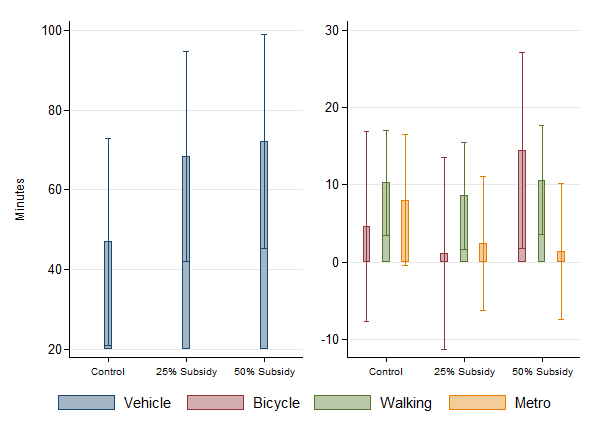 Minutes
100
80
60
40
20
Control
25% Subsidy
50% Subsidy
30
20
10
0
-10
Control
25% Subsidy
50% Subsidy
Vehicle
Bicycle
Walking
Metro